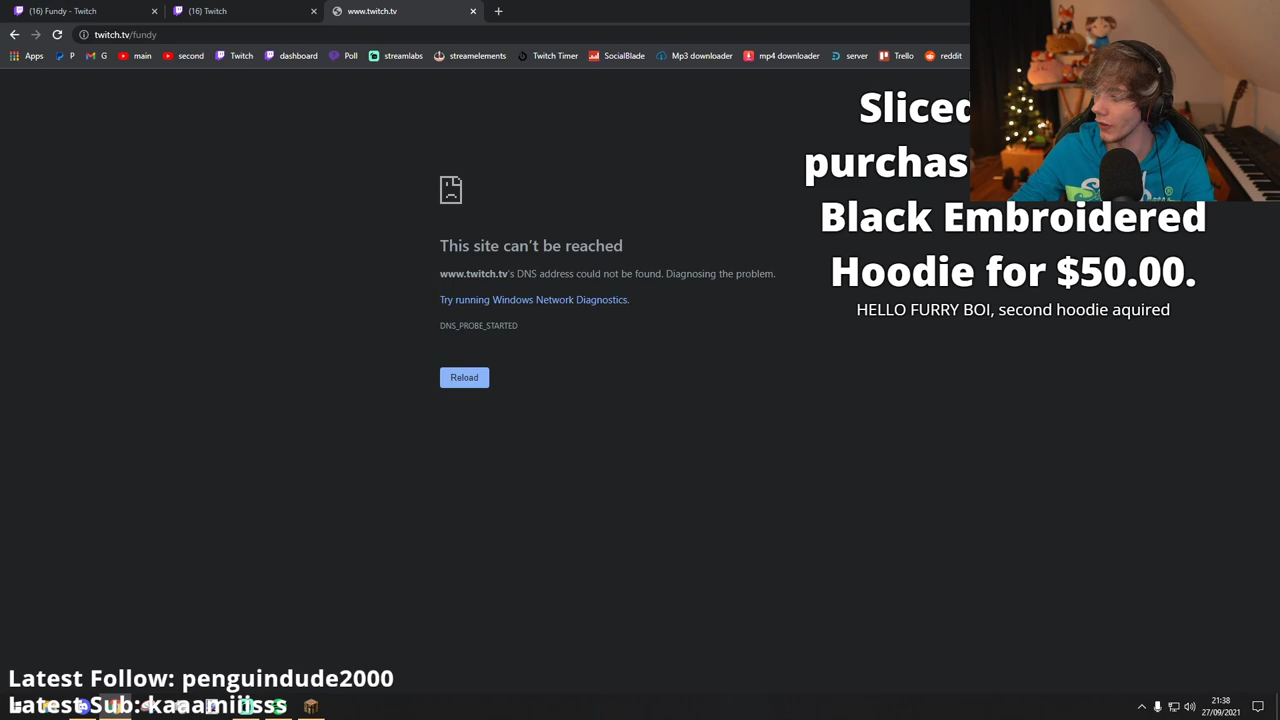 (16) Fundy - Twitch
(16) Twitch
www.twitch.tv
twitch.tv/fundy
Apps
P
G
main
second
Twitch
dashboard
Poll
streamlabs
streamelements
Twitch Timer
SocialBlade
Mp3 downloader
mp4 downloader
server
Trello
reddit
Sliced
purchas
Black Embroidered
Hoodie for $50.00.
HELLO FURRY BOI, second hoodie aquired
This site can't be reached
www.twitch.tv's DNS address could not be found. Diagnosing the problem.
Try running Windows Network Diagnostics.
DNS_PROBE_STARTED
Reload
Latest Follow: penguindude2000
Latest Sub: kaaamiiisss
21:38
27/09/2021